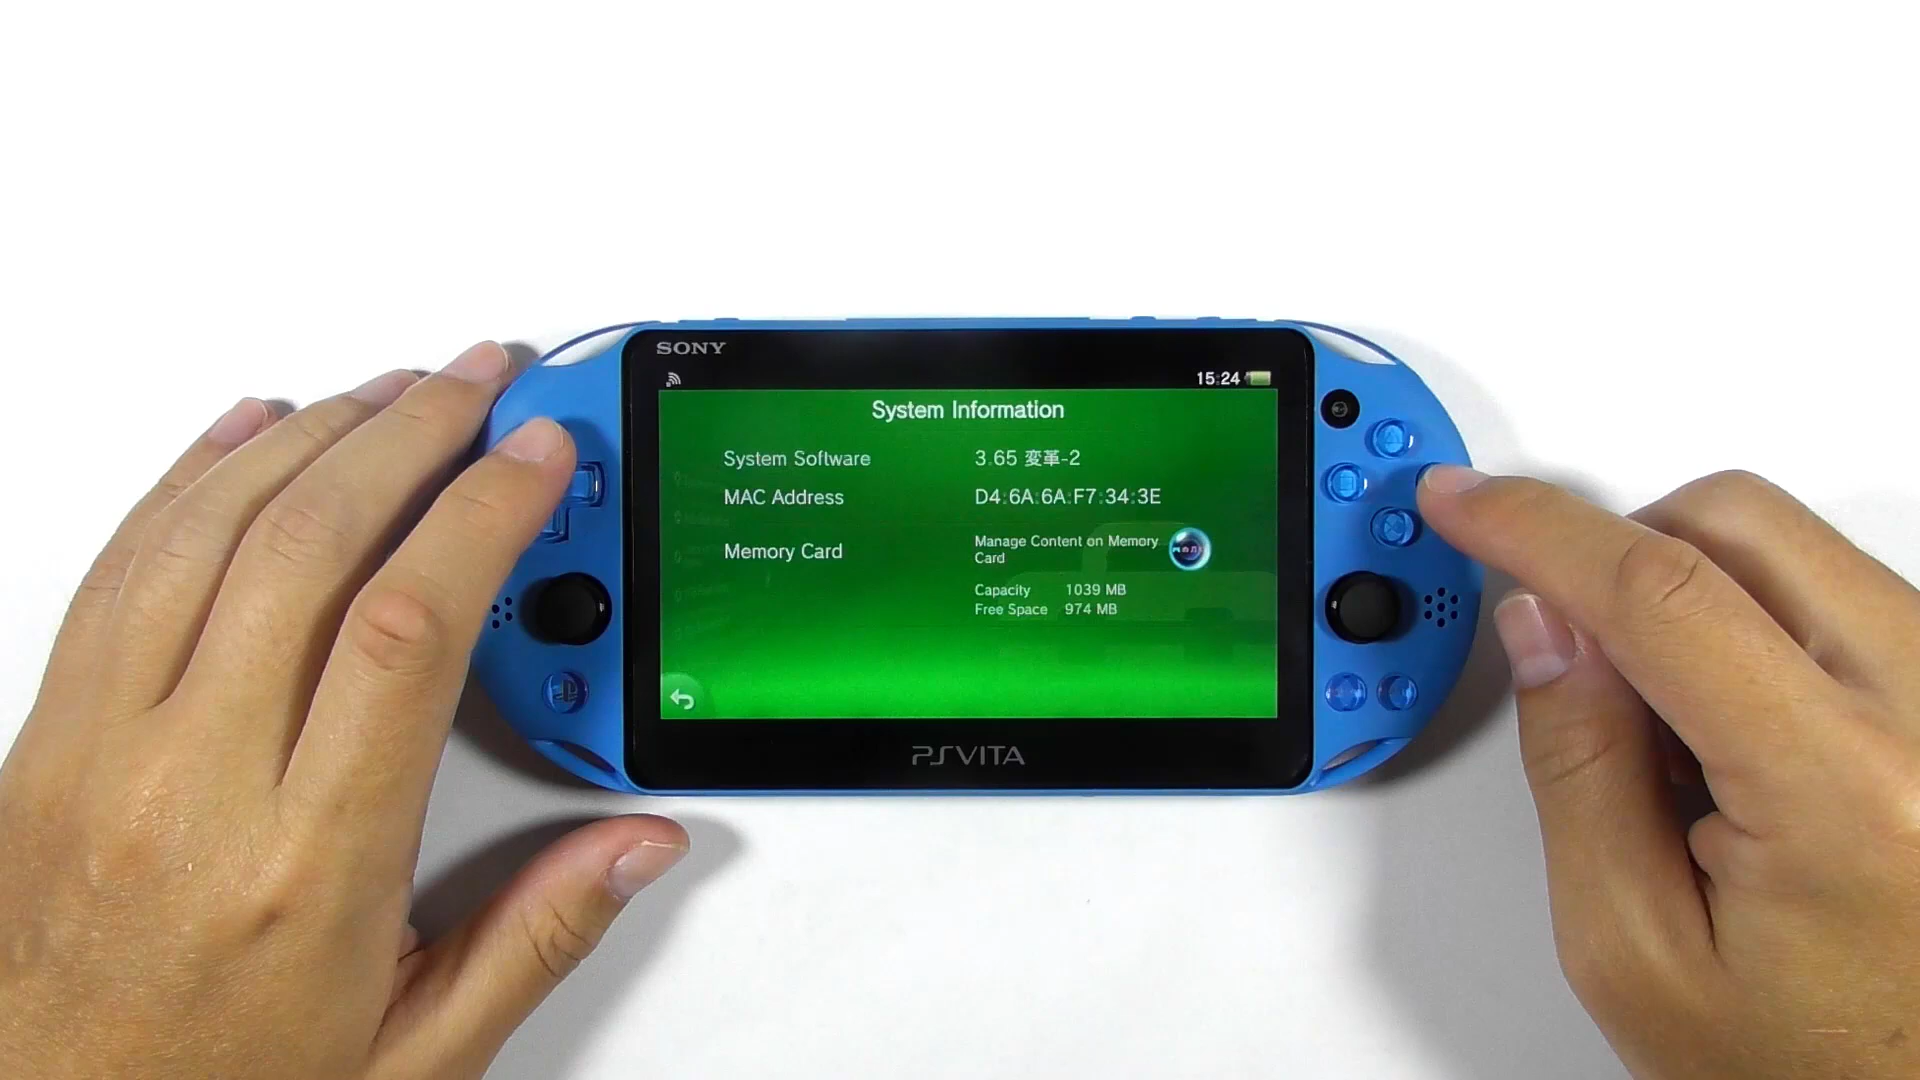 SONY
15:24
System Information
System Software 3.65 変革-2
MAC Address D4:6A:6A:F7:34:3E
Memory Card Manage Content on Memory
Card
Capacity 1039 MB
Free Space 974 MB
PSVITA